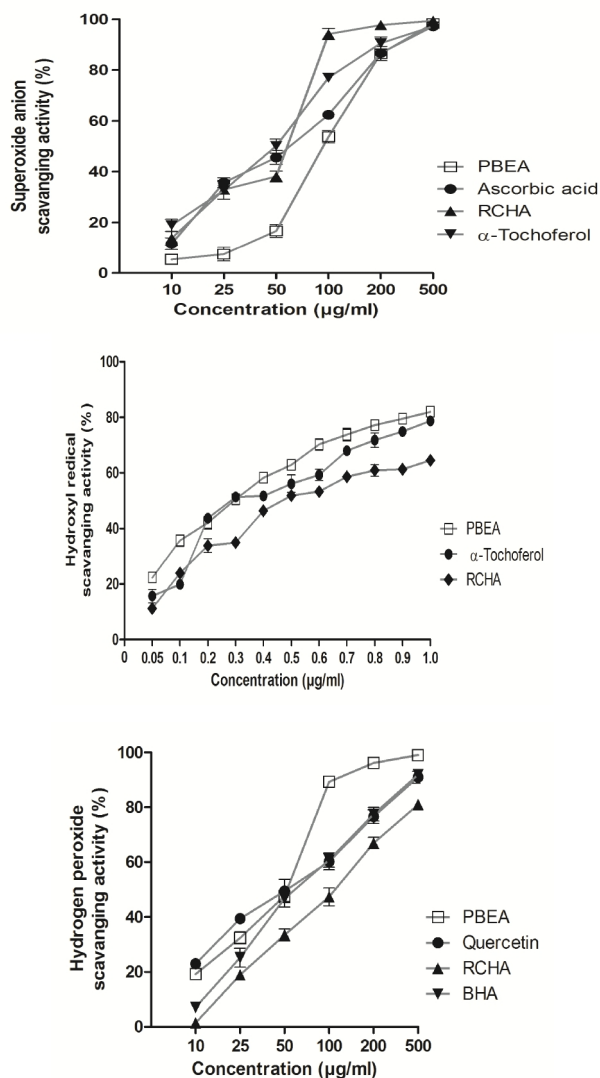 Superoxide anion
scavanging activity (%)
100
80
60
40
20
0
10 25 50 100 200 500
Concentration (µg/ml)
PBEA
Ascorbic acid
RCHA
α-Tochoferol
Hydroxyl redical
scavanging activity (%)
100
80
60
40
20
0
0 0.05 0.1 0.2 0.3 0.4 0.5 0.6 0.7 0.8 0.9 1.0
Concentration (µg/ml)
PBEA
α-Tochoferol
RCHA
Hydrogen peroxide
scavanging activity (%)
100
80
60
40
20
0
10 25 50 100 200 500
Concentration (µg/ml)
PBEA
Quercetin
RCHA
BHA